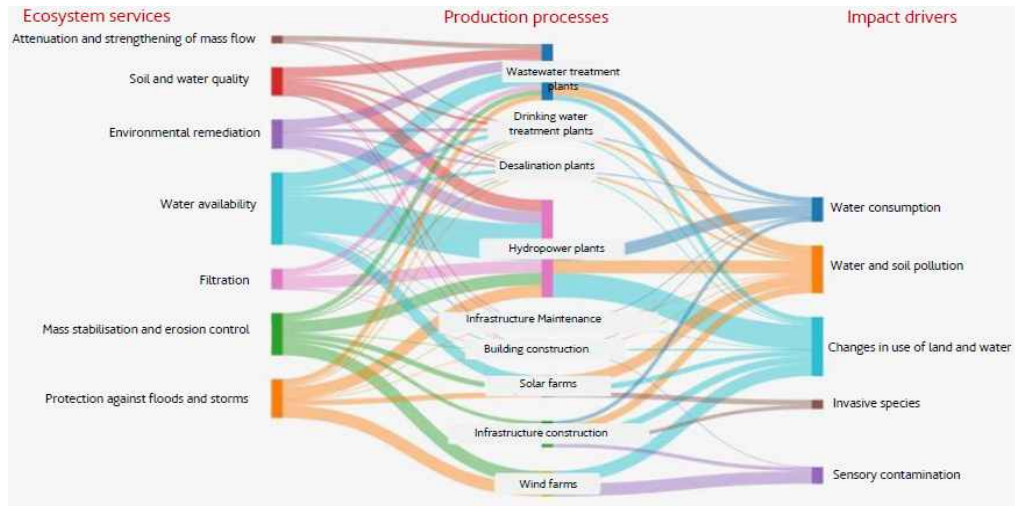 Ecosystem services
Production processes
Impact drivers
Attenuation and strengthening of mass flow
Soil and water quality
Environmental remediation
Water availability
Filtration
Mass stabilisation and erosion control
Protection against floods and storms
Wastewater treatment
plants
Drinking water
treatment plants
Desalination plants
Hydropower plants
Infrastructure Maintenance
Building construction
Solar farms
Infrastructure construction
Wind farms
Water consumption
Water and soil pollution
Changes in use of land and water
Invasive species
Sensory contamination